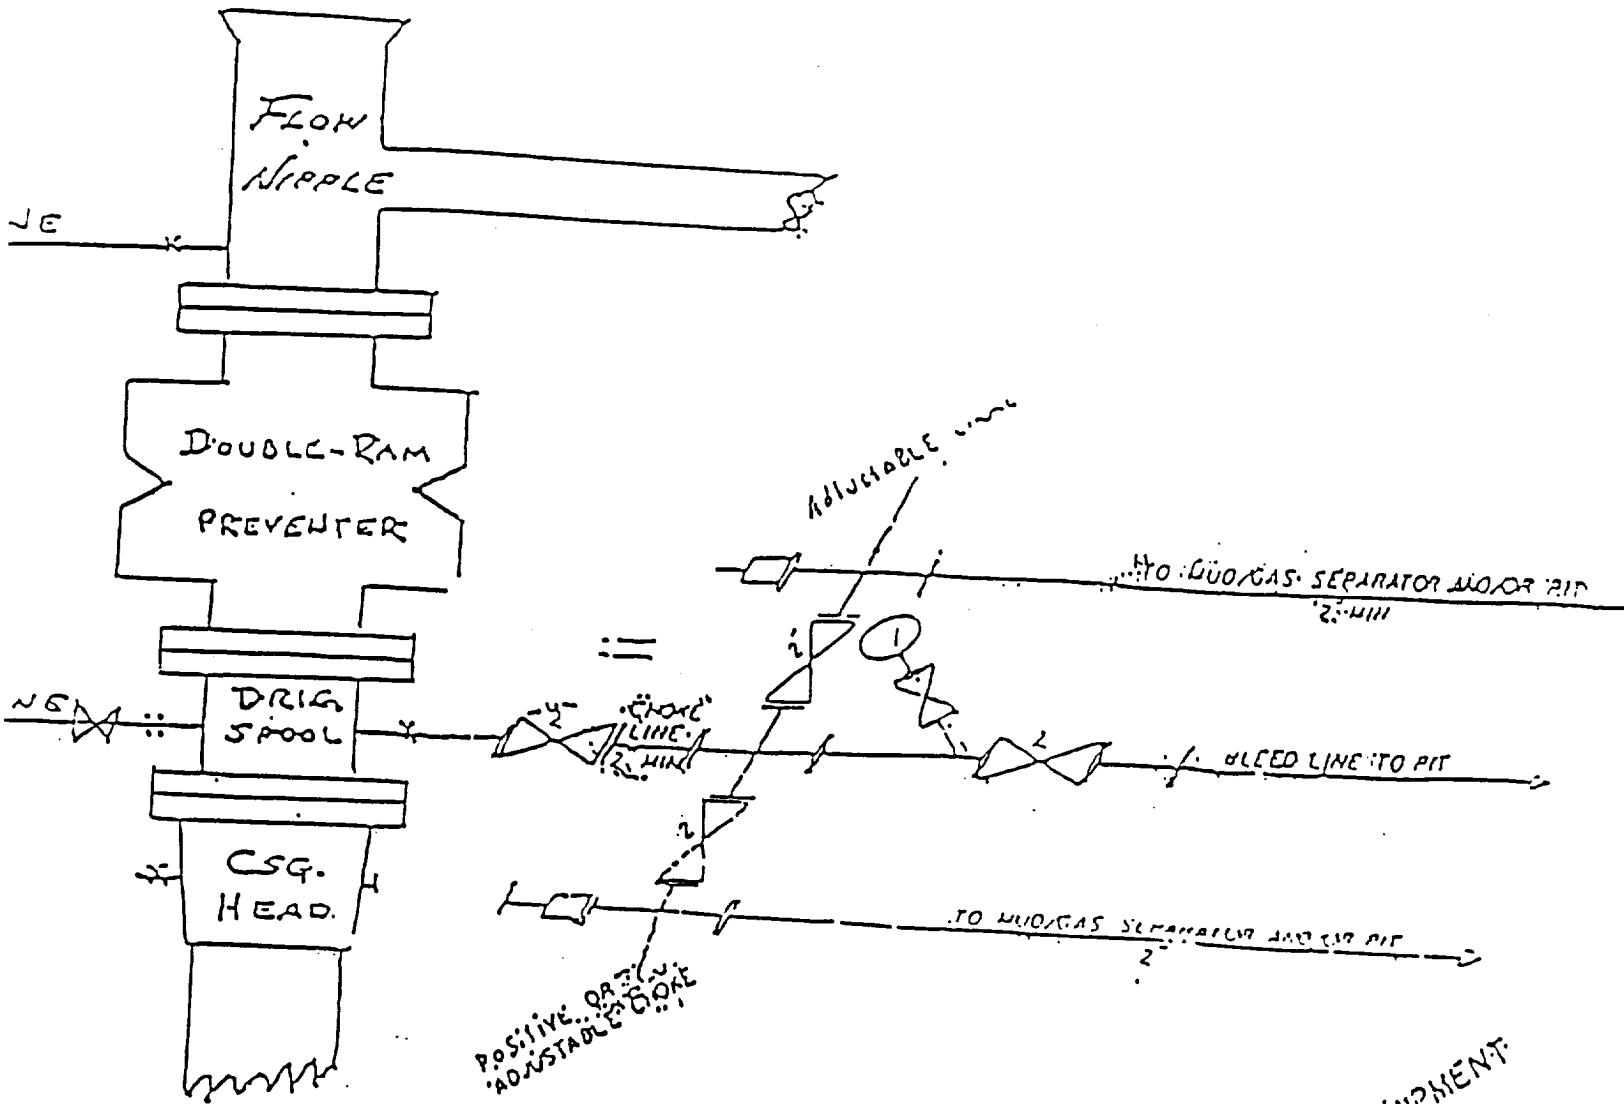 FLOW
NIPPLE
DOUBLE-RAM
PREVENTER
ADJUSTABLE
TO MUD/GAS SEPARATOR AND/OR PIT
2" MIN
1
2
2"
DRLG
SPOOL
"CHOKE"
LINE
2" MIN
2
BLEED LINE TO PIT
2
CSG.
HEAD.
TO MUD/GAS SEPARATOR AND/OR PIT
2"
POSITIVE OR
ADJUSTABLE CHOKE